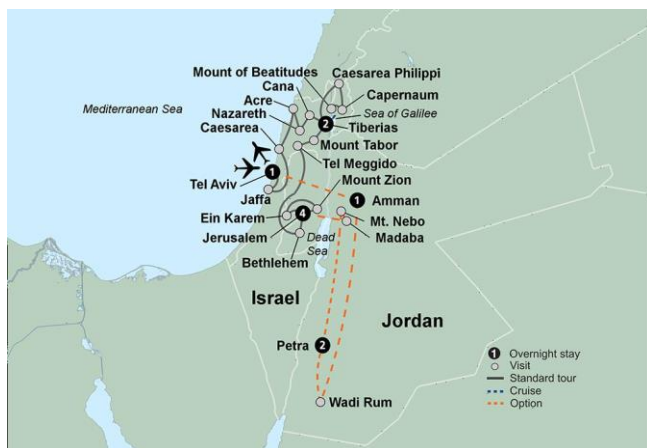 Mount of Beatitudes
Caesarea Philippi
Cana
Capernaum
Acre
Mediterranean Sea
Sea of Galilee
Nazareth
2
Tiberias
Caesarea
Mount Tabor
Tel Meggido
1
Mount Zion
Tel Aviv
Jaffa
1
Amman
Ein Karem
4
Mt. Nebo
Jerusalem
Madaba
Dead
Sea
Bethlehem
Israel
Jordan
Petra
2
1 Overnight stay
Visit
Standard tour
Cruise
Option
Wadi Rum